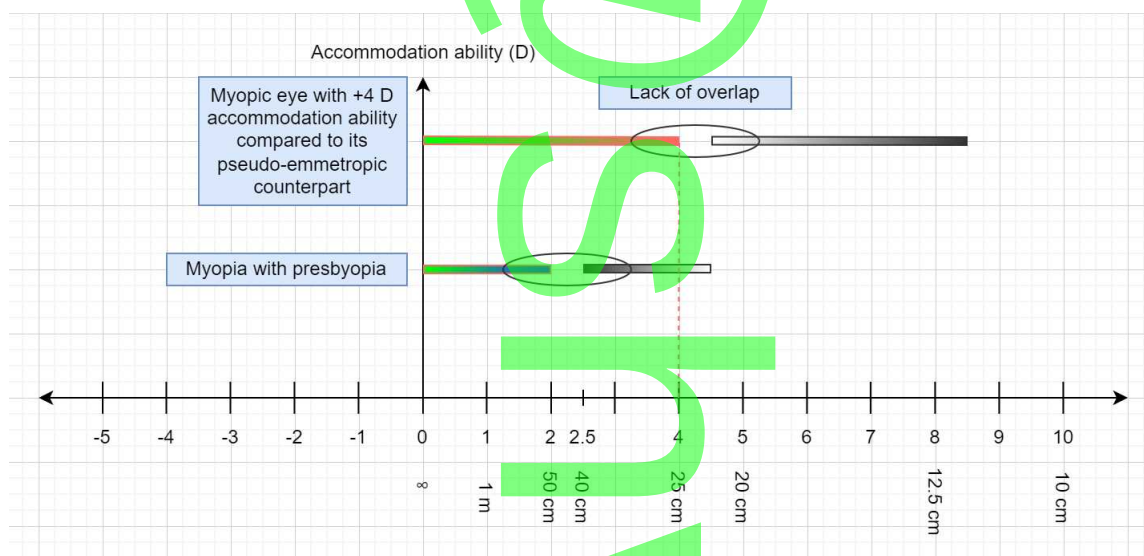 Accommodation ability (D)
Myopic eye with +4 D
accommodation ability
compared to its
pseudo-emmetropic
counterpart
Lack of overlap
Myopia with presbyopia
-5 -4 -3 -2 -1 0 1 2 2.5 4 5 6 7 8 9 10
∞ 1 m 50 cm 40 cm 25 cm 20 cm 12.5 cm 10 cm